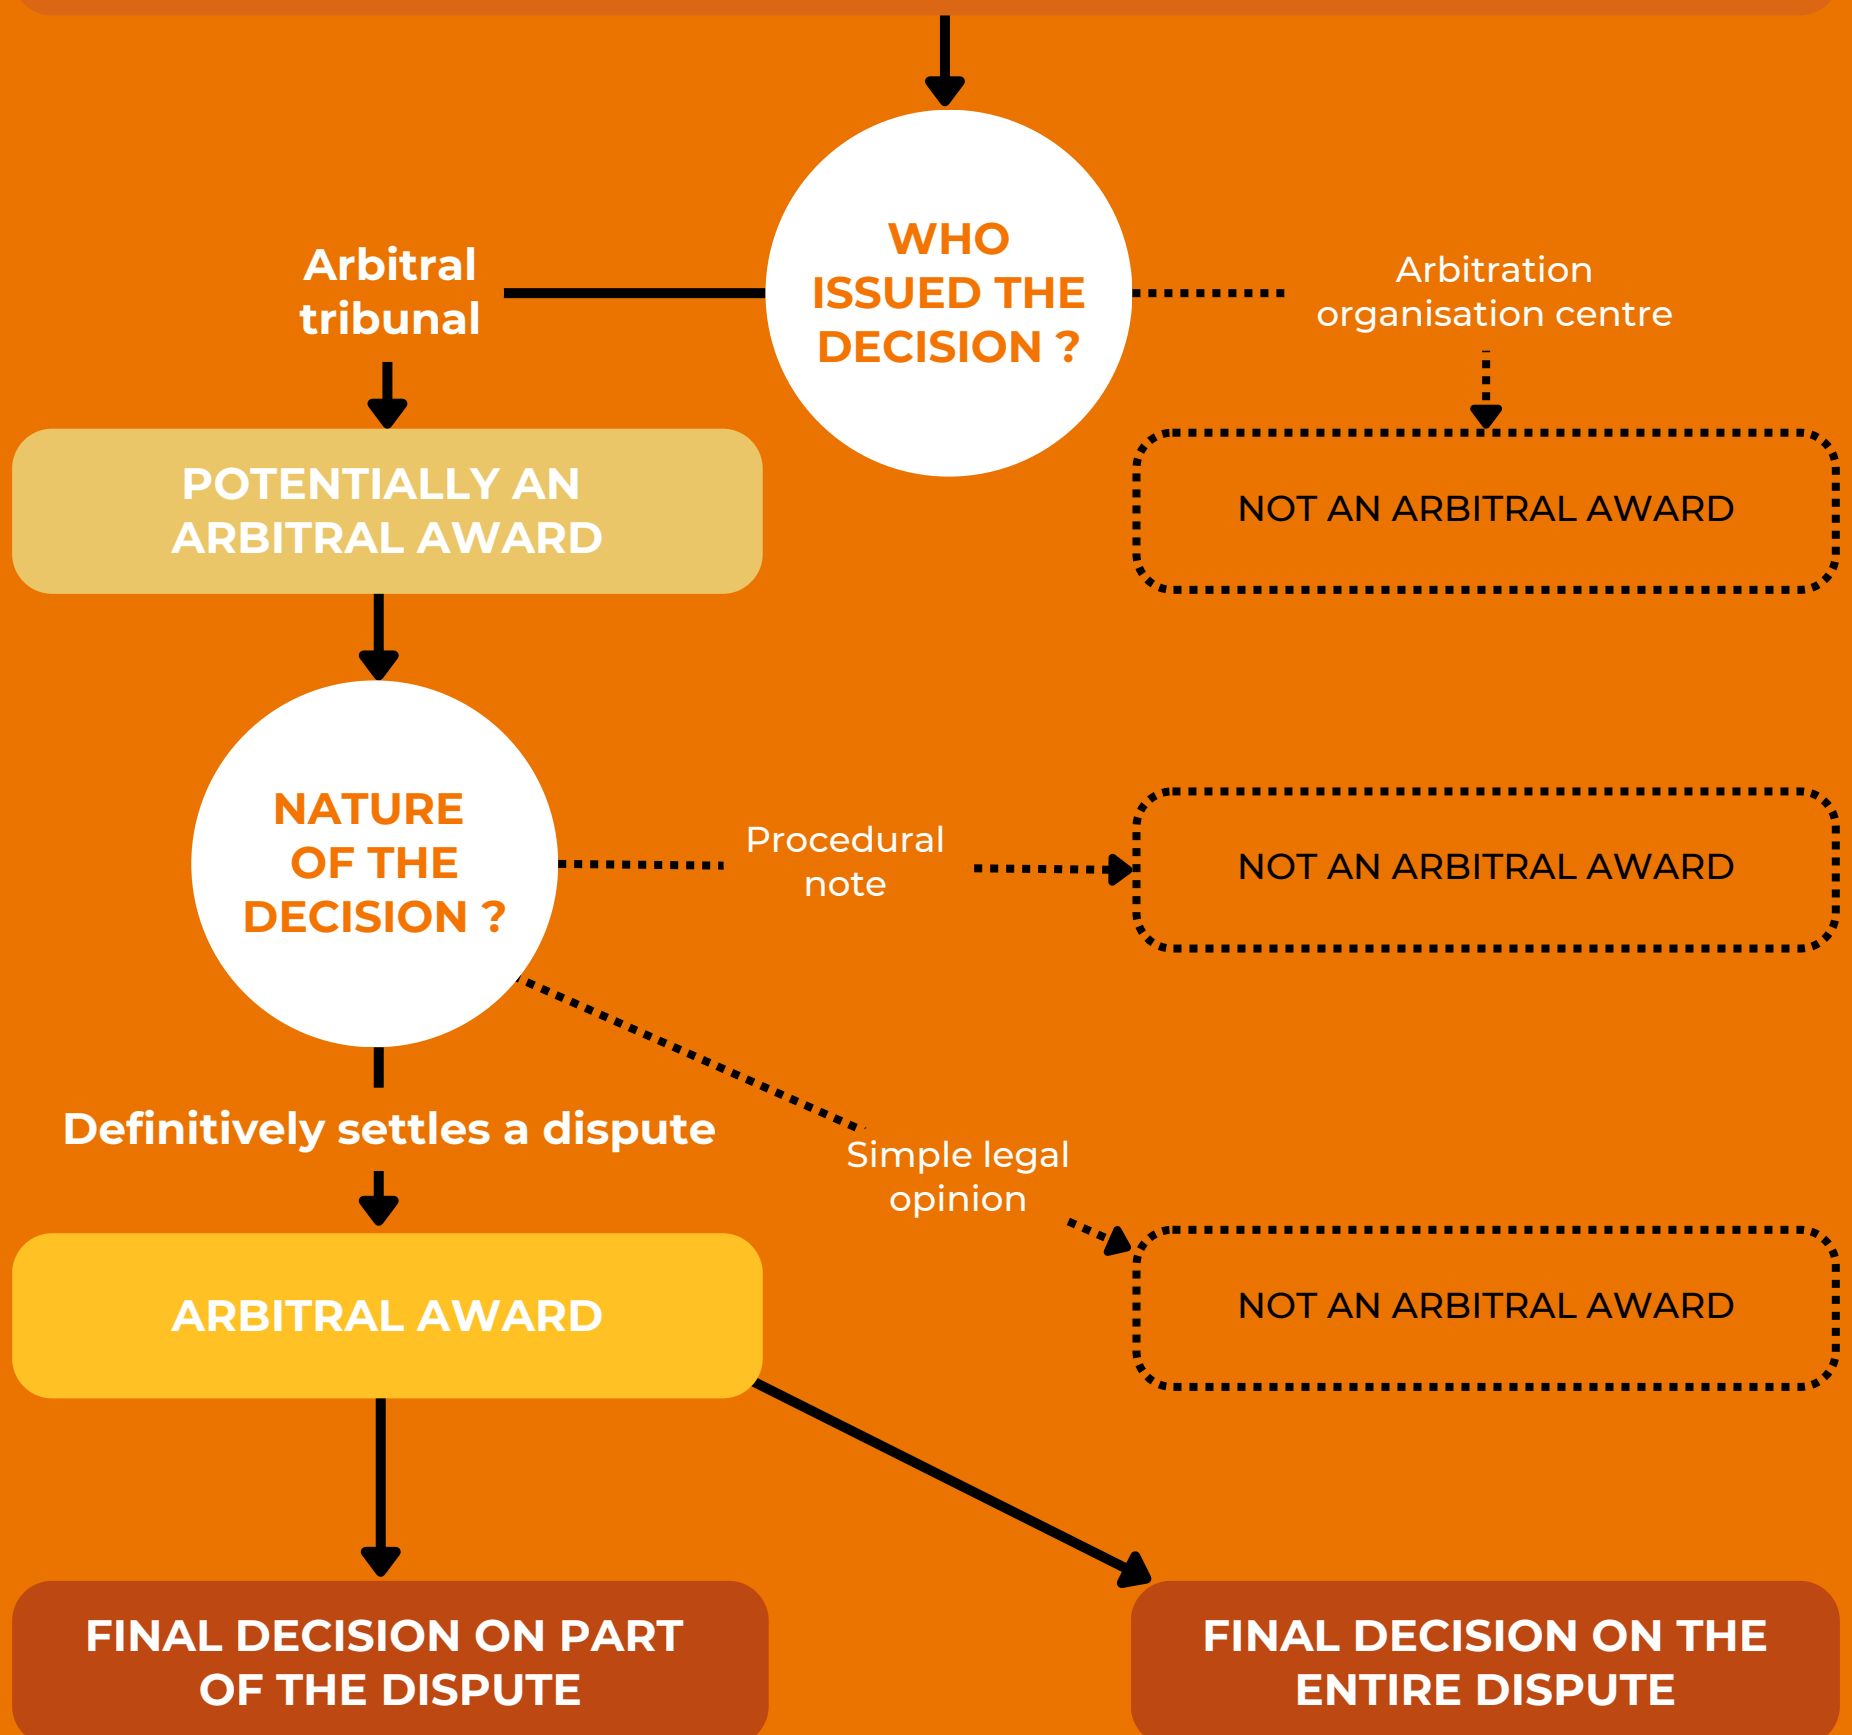 WHO
ISSUED THE
DECISION ?
Arbitral
tribunal
Arbitration
organisation centre
POTENTIALLY AN
ARBITRAL AWARD
NOT AN ARBITRAL AWARD
NATURE
OF THE
DECISION ?
Procedural
note
NOT AN ARBITRAL AWARD
Definitively settles a dispute
Simple legal
opinion
ARBITRAL AWARD
NOT AN ARBITRAL AWARD
FINAL DECISION ON PART
OF THE DISPUTE
FINAL DECISION ON THE
ENTIRE DISPUTE